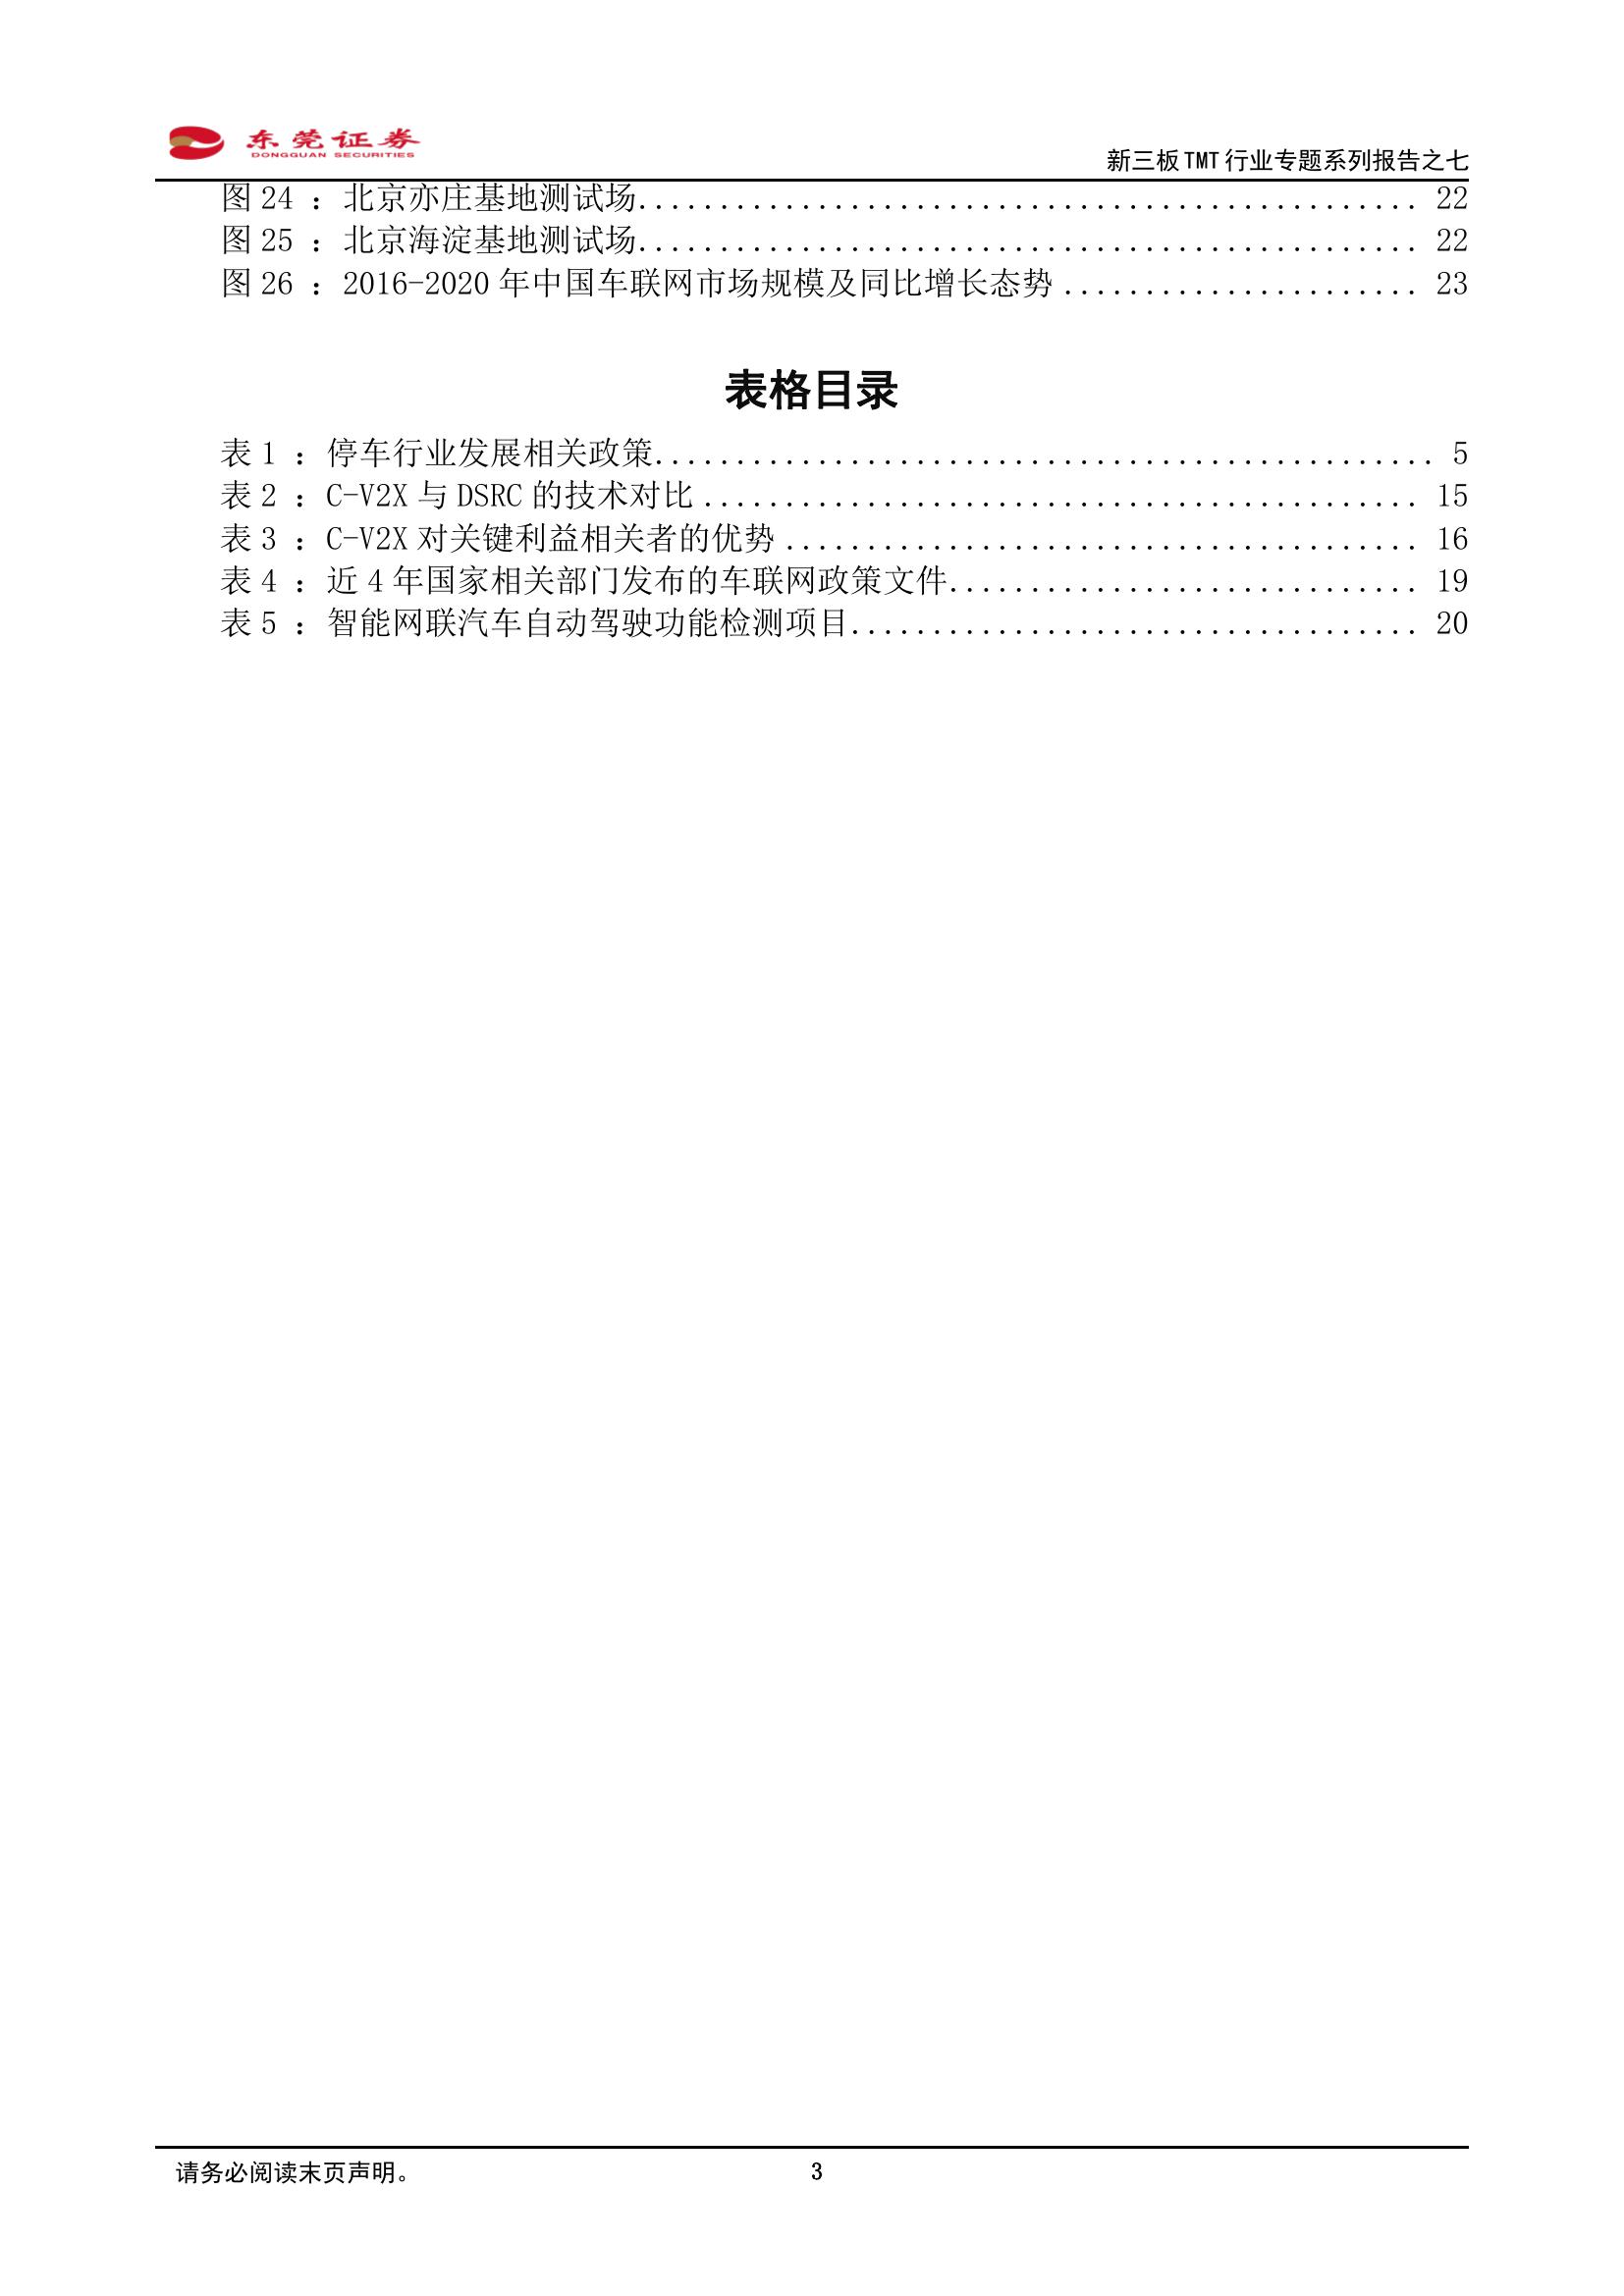 东莞证券
DONGGUAN SECURITIES
新三板 TMT 行业专题系列报告之七
图 24 ：北京亦庄基地测试场................................................ 22
图 25 ：北京海淀基地测试场................................................ 22
图 26 ：2016-2020 年中国车联网市场规模及同比增长态势 ...................... 23
表格目录
表 1 ：停车行业发展相关政策................................................ 5
表 2 ：C-V2X 与 DSRC 的技术对比 ............................................ 15
表 3 ：C-V2X 对关键利益相关者的优势 ....................................... 16
表 4 ：近 4 年国家相关部门发布的车联网政策文件............................. 19
表 5 ：智能网联汽车自动驾驶功能检测项目................................... 20
请务必阅读末页声明。
3